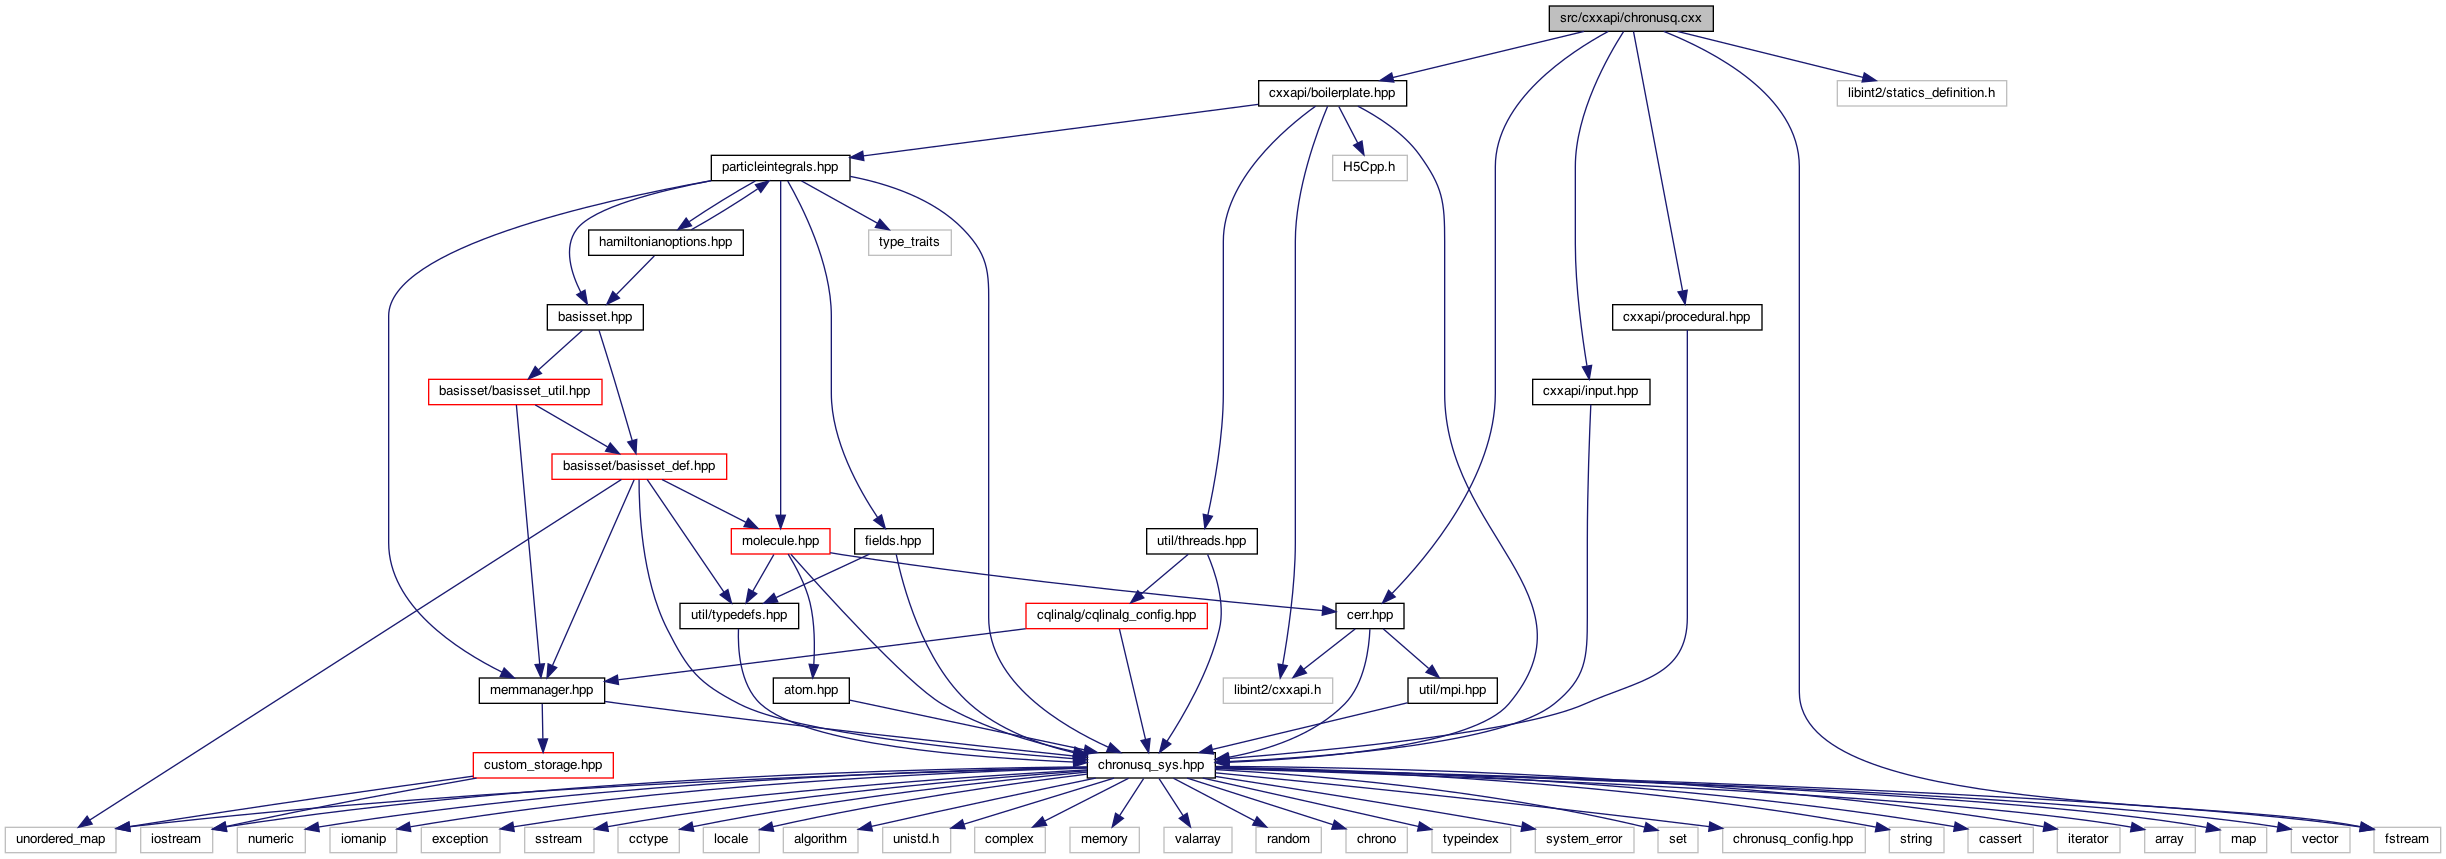 src/cxxapi/chronusq.cxx
cxxapi/boilerplate.hpp
libint2/statics_definition.h
particleintegrals.hpp
H5Cpp.h
hamiltonianoptions.hpp
type_traits
basisset.hpp
cxxapi/procedural.hpp
basisset/basisset_util.hpp
cxxapi/input.hpp
basisset/basisset_def.hpp
molecule.hpp
fields.hpp
util/threads.hpp
util/typedefs.hpp
cqlinalg/cqlinalg_config.hpp
cerr.hpp
memmanager.hpp
atom.hpp
libint2/cxxapi.h
util/mpi.hpp
custom_storage.hpp
chronusq_sys.hpp
unordered_map
iostream
numeric
iomanip
exception
sstream
cctype
locale
algorithm
unistd.h
complex
memory
valarray
random
chrono
typeindex
system_error
set
chronusq_config.hpp
string
cassert
iterator
array
map
vector
fstream